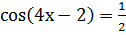 cos(4x − 2) = 1/2